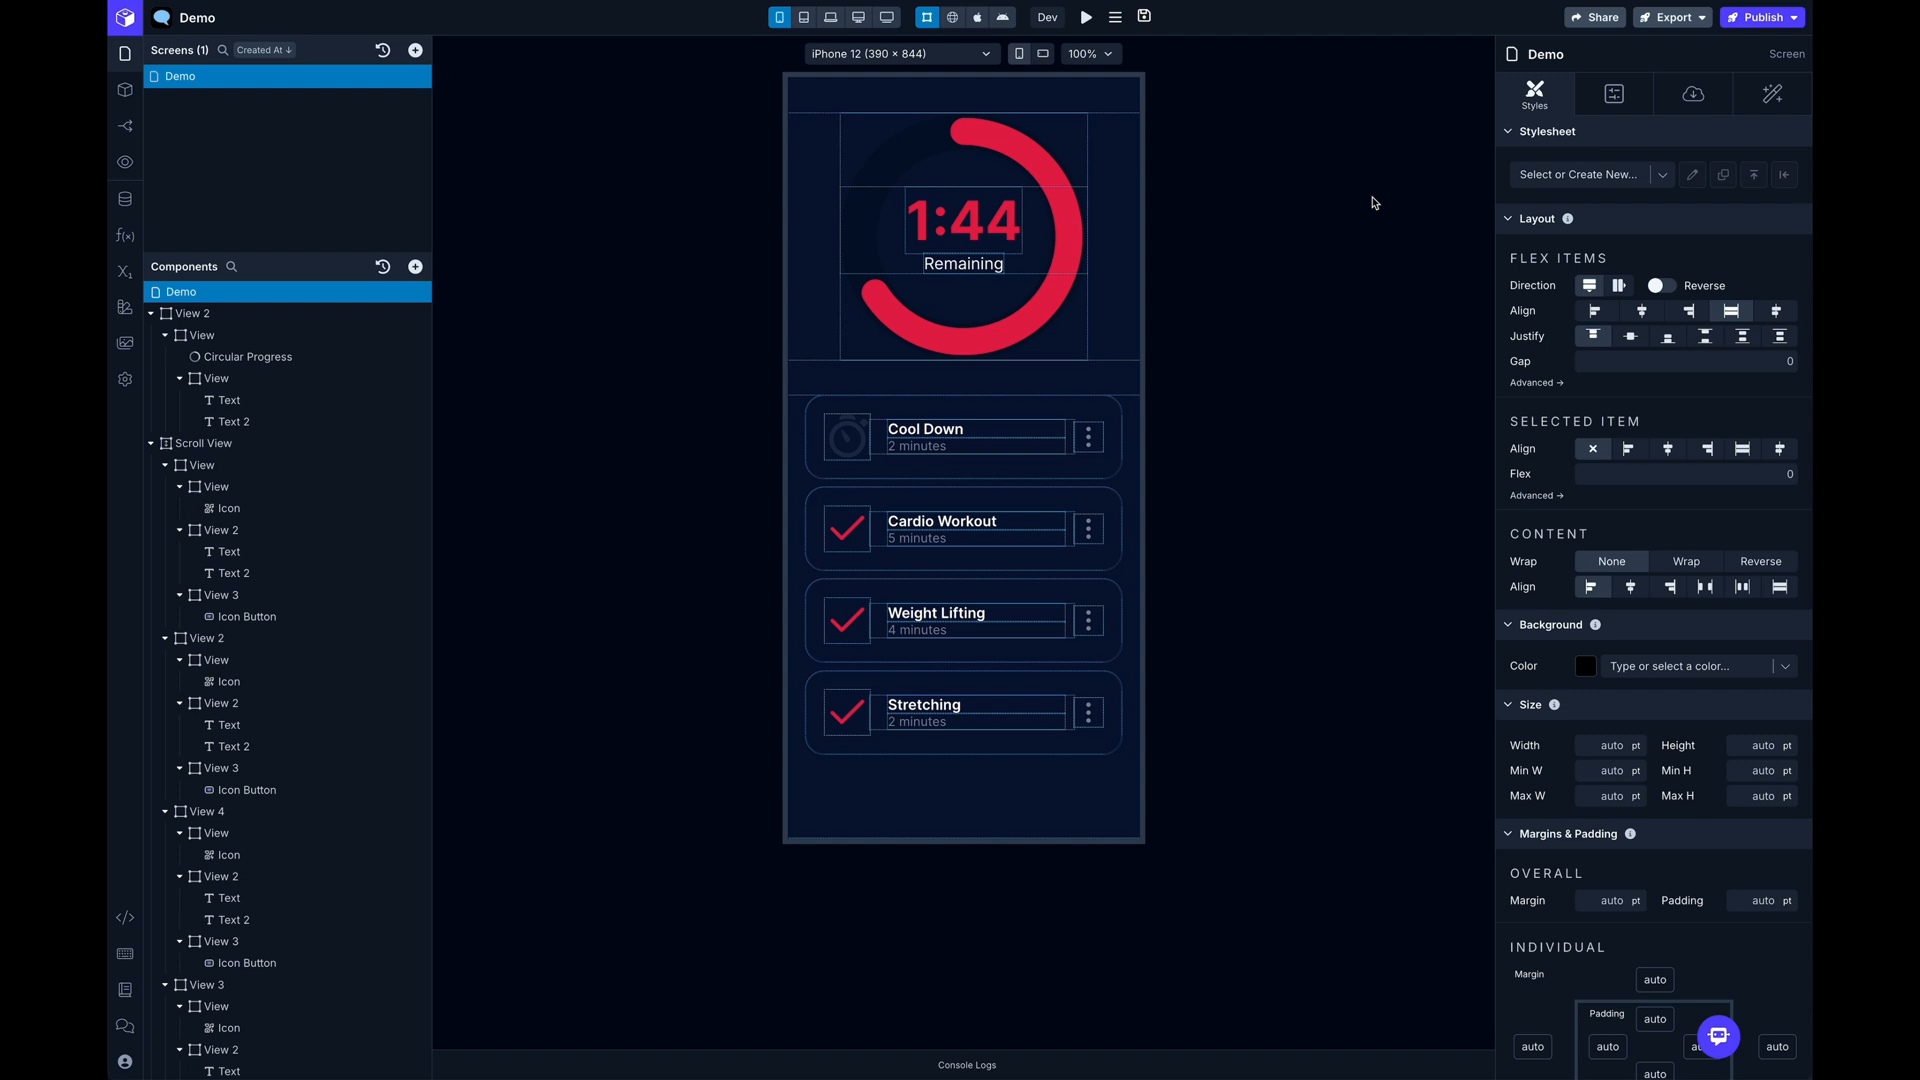 Demo
Dev
Share
Export
Publish
Screens (1)
Created At ↓
Demo
Components
Demo
View 2
View
Circular Progress
View
Text
Text 2
Scroll View
View
View
Icon
View 2
Text
Text 2
View 3
Icon Button
View 2
View
Icon
View 2
Text
Text 2
View 3
Icon Button
View 4
View
Icon
View 2
Text
Text 2
View 3
Icon Button
View 3
View
Icon
View 2
Text
f(x)
X1
iPhone 12 (390 × 844)
100%
1:44
Remaining
Cool Down
2 minutes
Cardio Workout
5 minutes
Weight Lifting
4 minutes
Stretching
2 minutes
Console Logs
Demo
Screen
Styles
Stylesheet
Select or Create New...
Layout
FLEX ITEMS
Direction
Reverse
Align
Justify
Gap 0
Advanced →
SELECTED ITEM
Align
Flex 0
Advanced →
CONTENT
Wrap None Wrap Reverse
Align
Background
Color Type or select a color...
Size
Width auto pt Height auto pt
Min W auto pt Min H auto pt
Max W auto pt Max H auto pt
Margins & Padding
OVERALL
Margin auto pt Padding auto pt
INDIVIDUAL
Margin
auto
Padding
auto
auto
auto
auto
auto